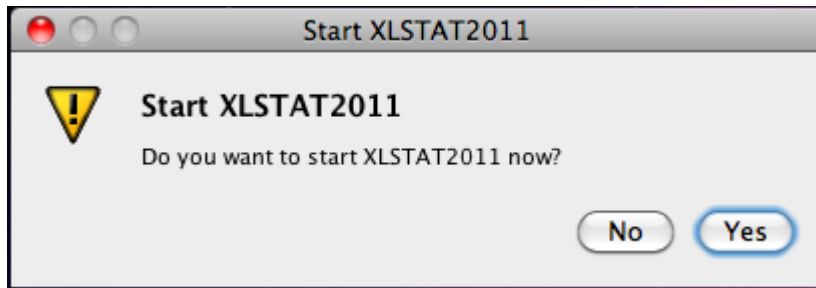 Start XLSTAT2011
Start XLSTAT2011
Do you want to start XLSTAT2011 now?
No Yes